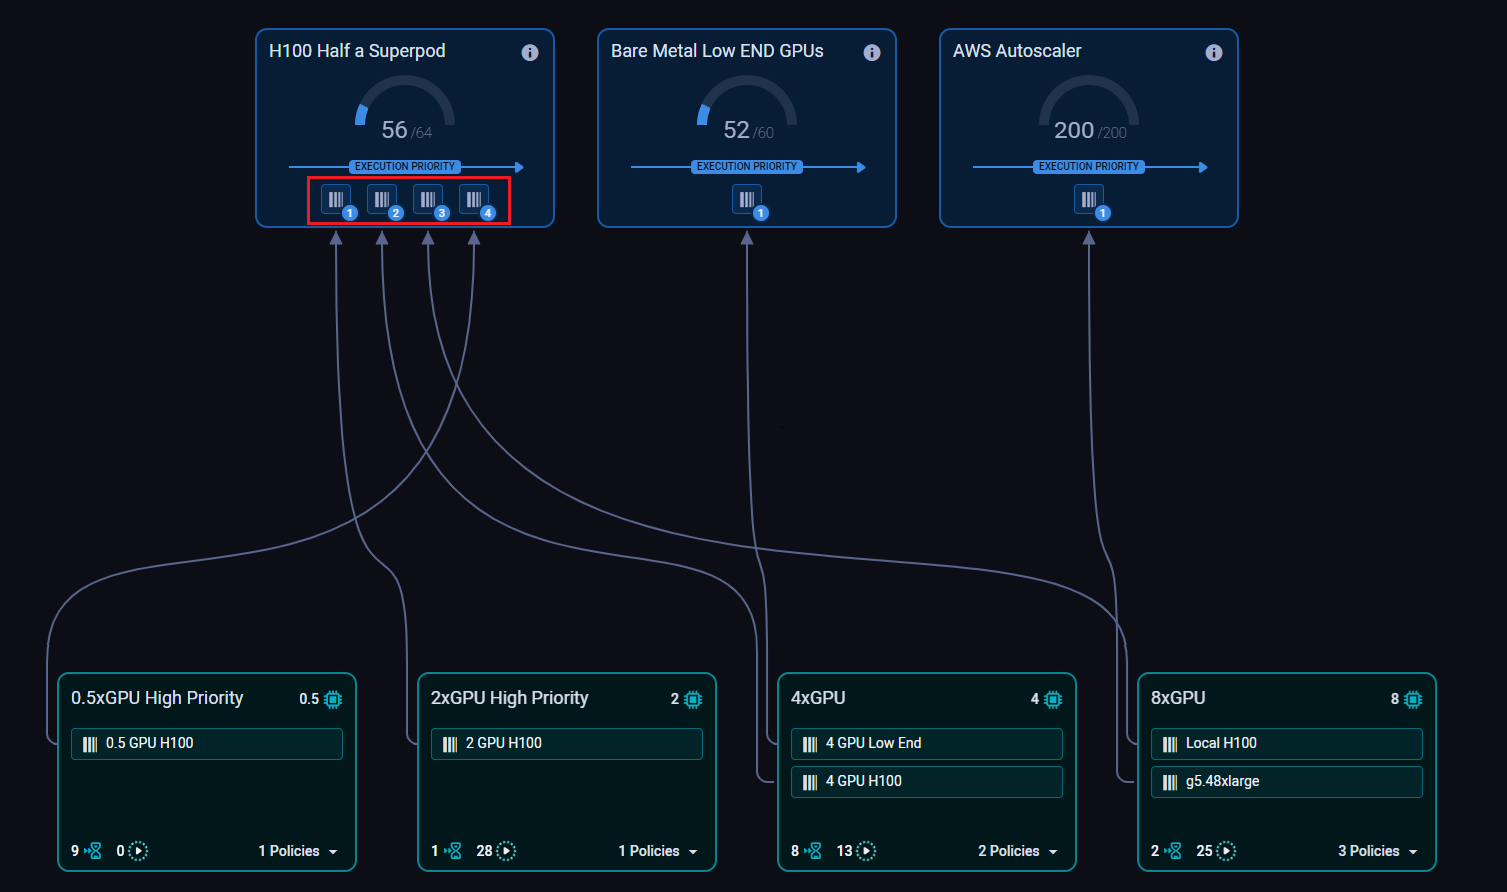 H100 Half a Superpod
56 /64
EXECUTION PRIORITY
1 2 3 4
Bare Metal Low END GPUs
52 /60
EXECUTION PRIORITY
1
AWS Autoscaler
200 /200
EXECUTION PRIORITY
1
0.5xGPU High Priority 0.5
0.5 GPU H100
9 0 1 Policies
2xGPU High Priority 2
2 GPU H100
1 28 1 Policies
4xGPU 4
4 GPU Low End
4 GPU H100
8 13 2 Policies
8xGPU 8
Local H100
g5.48xlarge
2 25 3 Policies